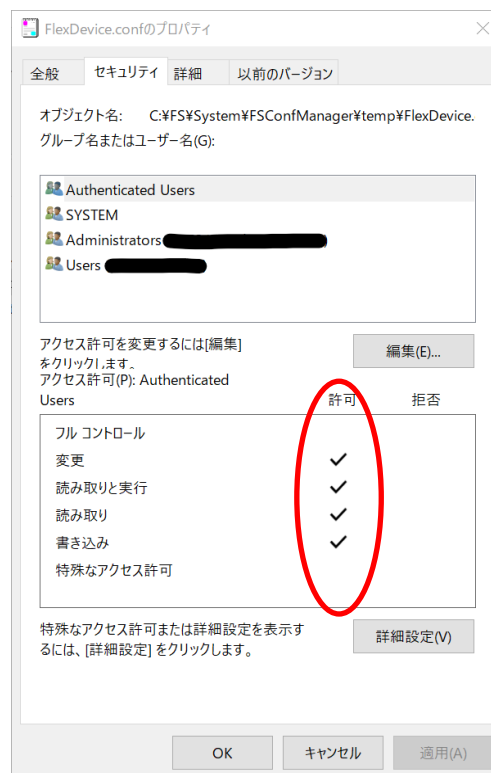 FlexDevice.confのプロパティ
全般 セキュリティ 詳細 以前のバージョン
オブジェクト名: C:¥FS¥System¥FSConfManager¥temp¥FlexDevice.
グループ名またはユーザー名(G):
Authenticated Users
SYSTEM
Administrators
Users
アクセス許可を変更するには[編集]
をクリックします。
編集(E)...
アクセス許可(P): Authenticated
Users 許可 拒否
フル コントロール
変更
読み取りと実行
読み取り
書き込み
特殊なアクセス許可
特殊なアクセス許可または詳細設定を表示す
るには、[詳細設定] をクリックします。
詳細設定(V)
OK キャンセル 適用(A)